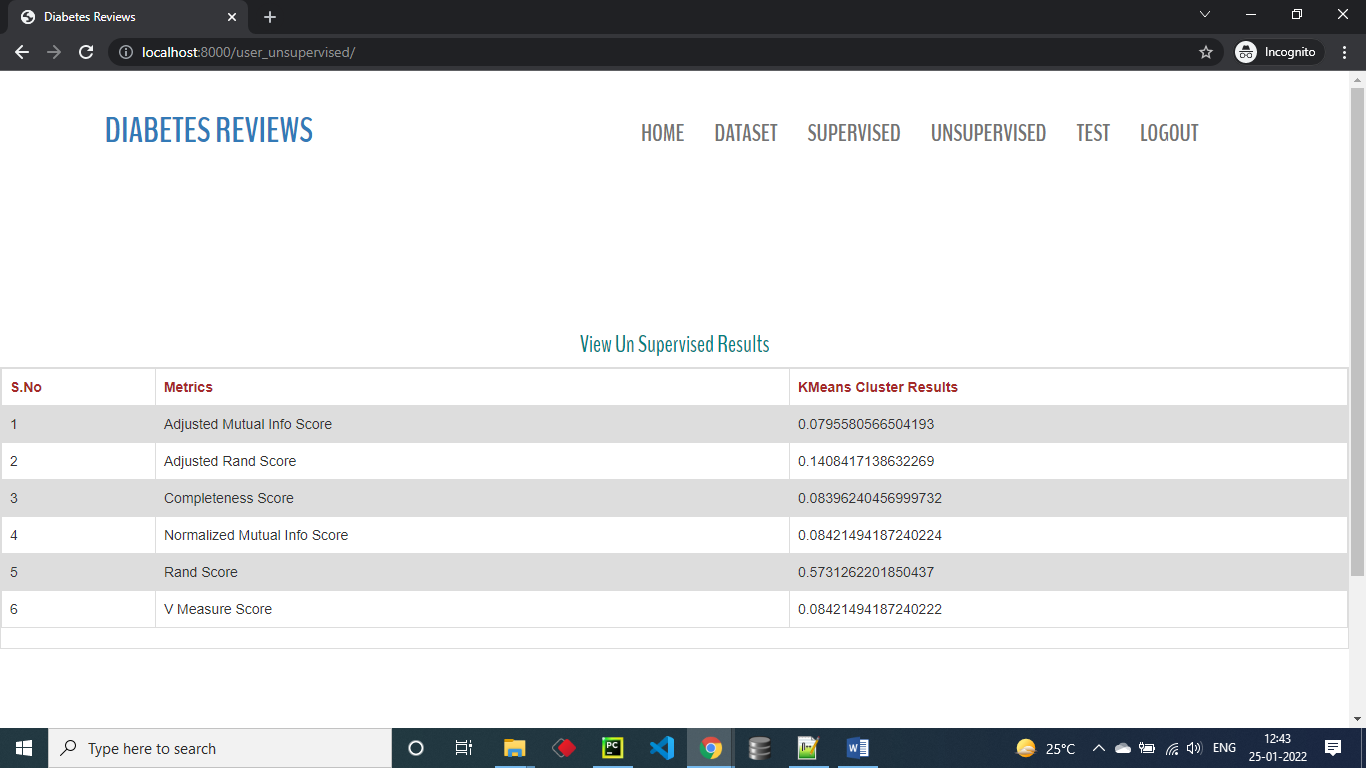 Diabetes Reviews
localhost:8000/user_unsupervised/
Incognito
DIABETES REVIEWS
HOME DATASET SUPERVISED UNSUPERVISED TEST LOGOUT
View Un Supervised Results
S.No Metrics KMeans Cluster Results
1 Adjusted Mutual Info Score 0.0795580566504193
2 Adjusted Rand Score 0.1408417138632269
3 Completeness Score 0.08396240456999732
4 Normalized Mutual Info Score 0.08421494187240224
5 Rand Score 0.5731262201850437
6 V Measure Score 0.08421494187240222
Type here to search
PC
W
25°C
ENG
12:43
25-01-2022